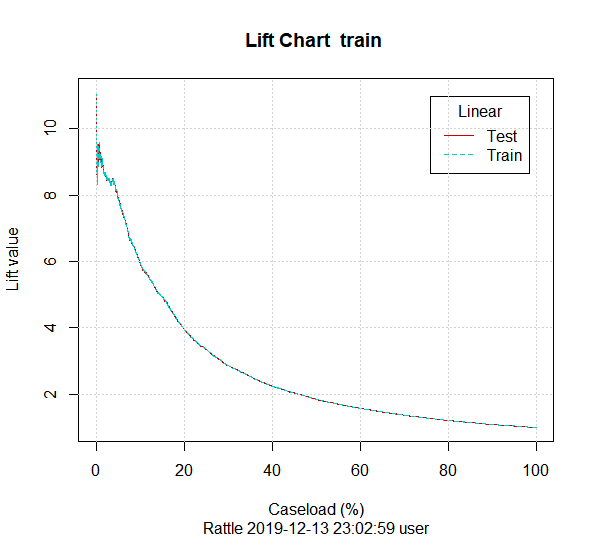 Lift Chart  train
Linear
Test
Train
Lift value
10
8
6
4
2
0 20 40 60 80 100
Caseload (%)
Rattle 2019-12-13 23:02:59 user